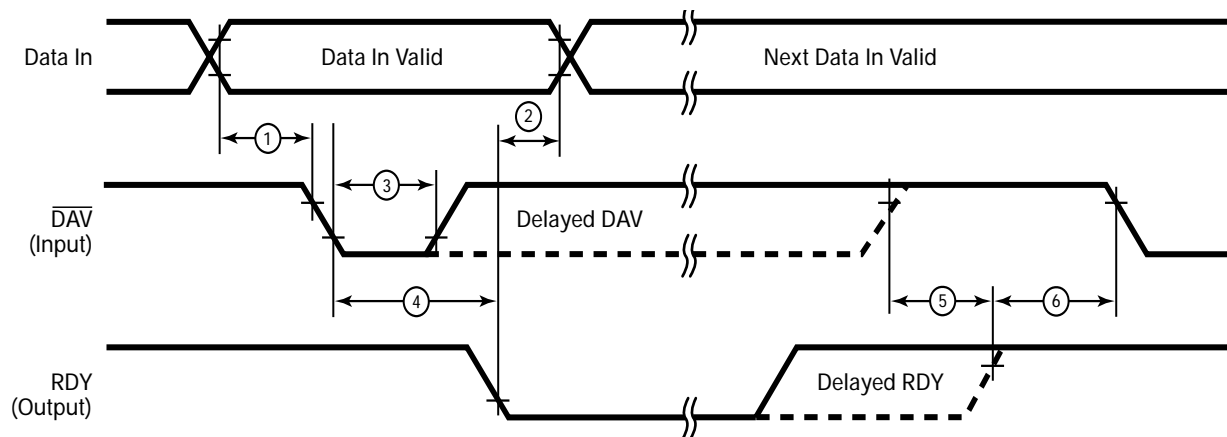 Data In
Data In Valid
Next Data In Valid
1
2
3
DAV
(Input)
Delayed DAV
4
5
6
RDY
(Output)
Delayed RDY